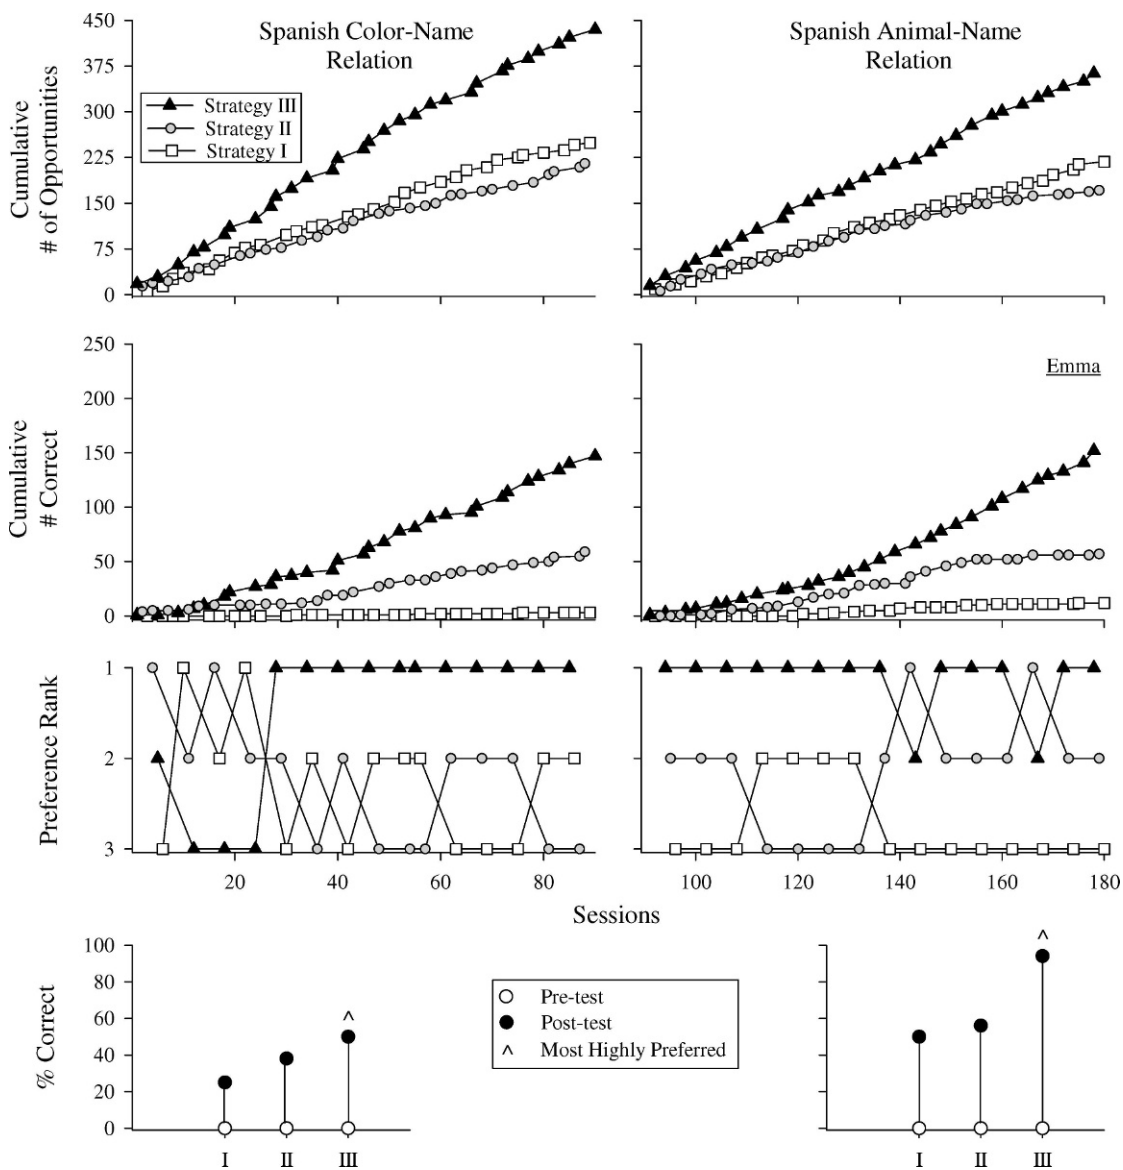 Spanish Color-Name
Relation
Spanish Animal-Name
Relation
Cumulative
# of Opportunities
450
375
300
225
150
75
0
Strategy III
Strategy II
Strategy I
Cumulative
# Correct
250
200
150
100
50
0
Emma
Preference Rank
1
2
3
20 40 60 80
100 120 140 160 180
Sessions
% Correct
100
80
60
40
20
0
Pre-test
Post-test
^ Most Highly Preferred
^
^
I II III
I II III